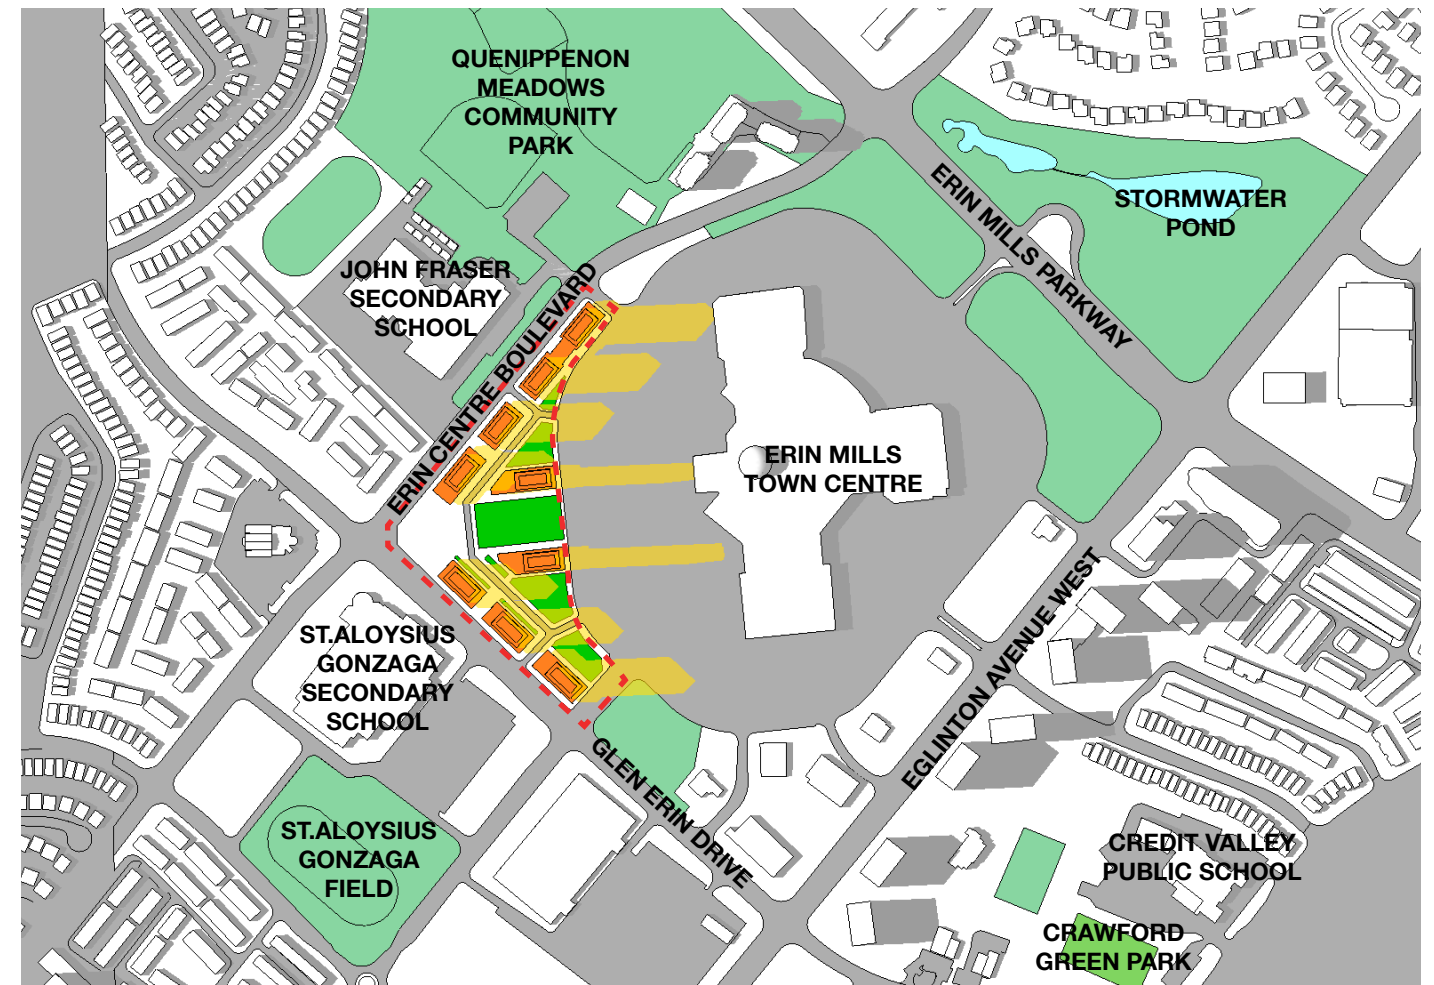 QUENIPPENON
MEADOWS
COMMUNITY
PARK
ERIN MILLS PARKWAY
STORMWATER
POND
JOHN FRASER
SECONDARY
SCHOOL
ERIN CENTRE BOULEVARD
ERIN MILLS
TOWN CENTRE
EGLINTON AVENUE WEST
ST.ALOYSIUS
GONZAGA
SECONDARY
SCHOOL
GLEN ERIN DRIVE
ST.ALOYSIUS
GONZAGA
FIELD
CREDIT VALLEY
PUBLIC SCHOOL
CRAWFORD
GREEN PARK